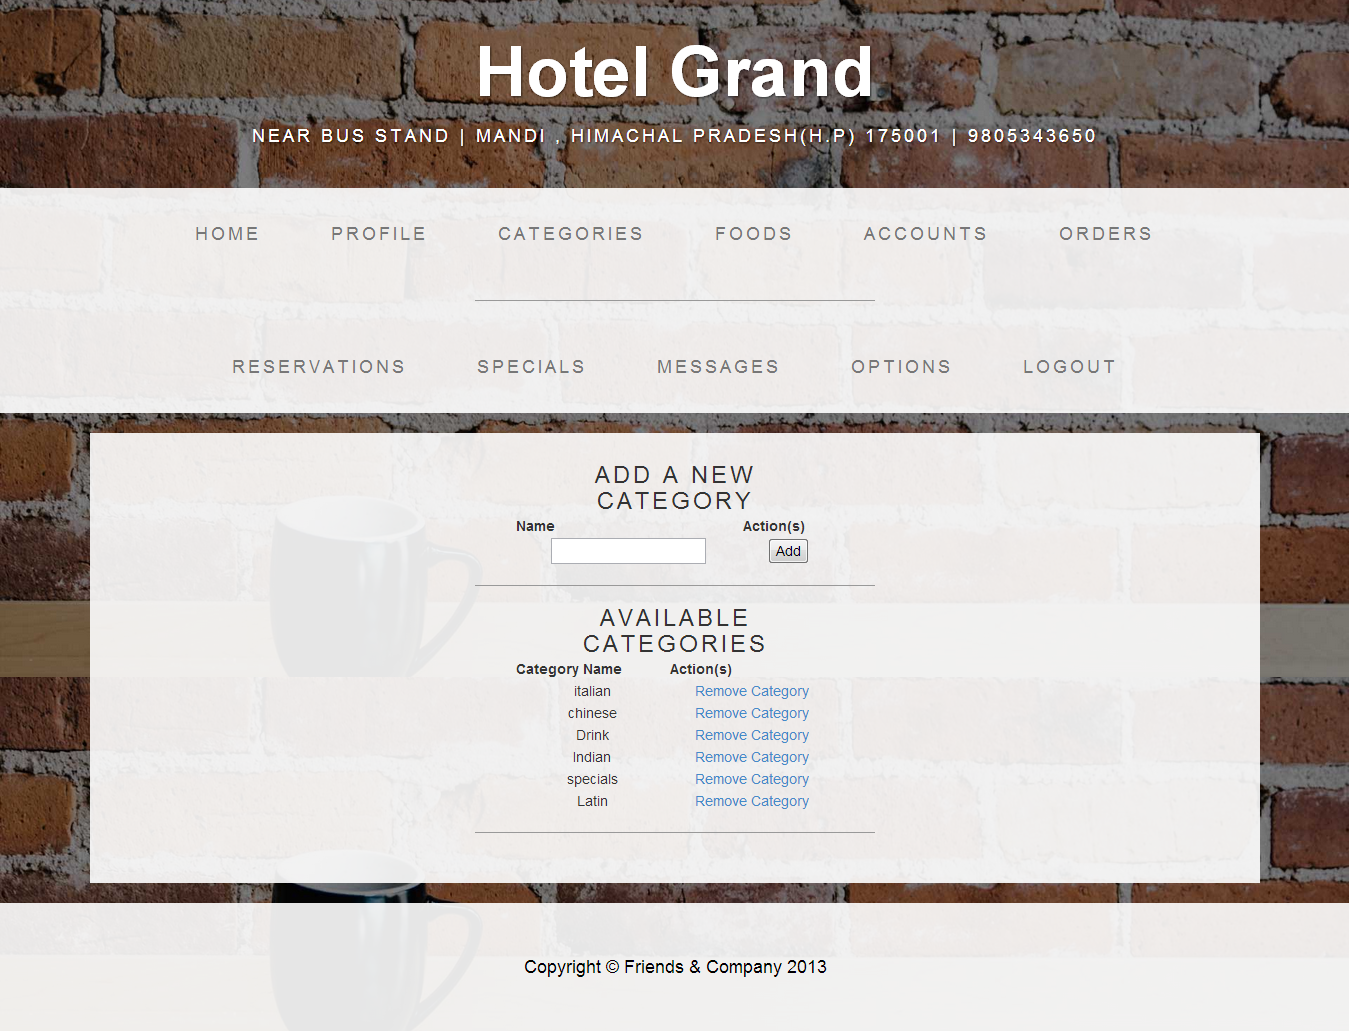 Hotel Grand
NEAR BUS STAND | MANDI , HIMACHAL PRADESH(H.P) 175001 | 9805343650
HOME PROFILE CATEGORIES FOODS ACCOUNTS ORDERS
RESERVATIONS SPECIALS MESSAGES OPTIONS LOGOUT
ADD A NEW
CATEGORY
Name Action(s)
Add
AVAILABLE
CATEGORIES
Category Name Action(s)
italian Remove Category
chinese Remove Category
Drink Remove Category
Indian Remove Category
specials Remove Category
Latin Remove Category
Copyright © Friends & Company 2013